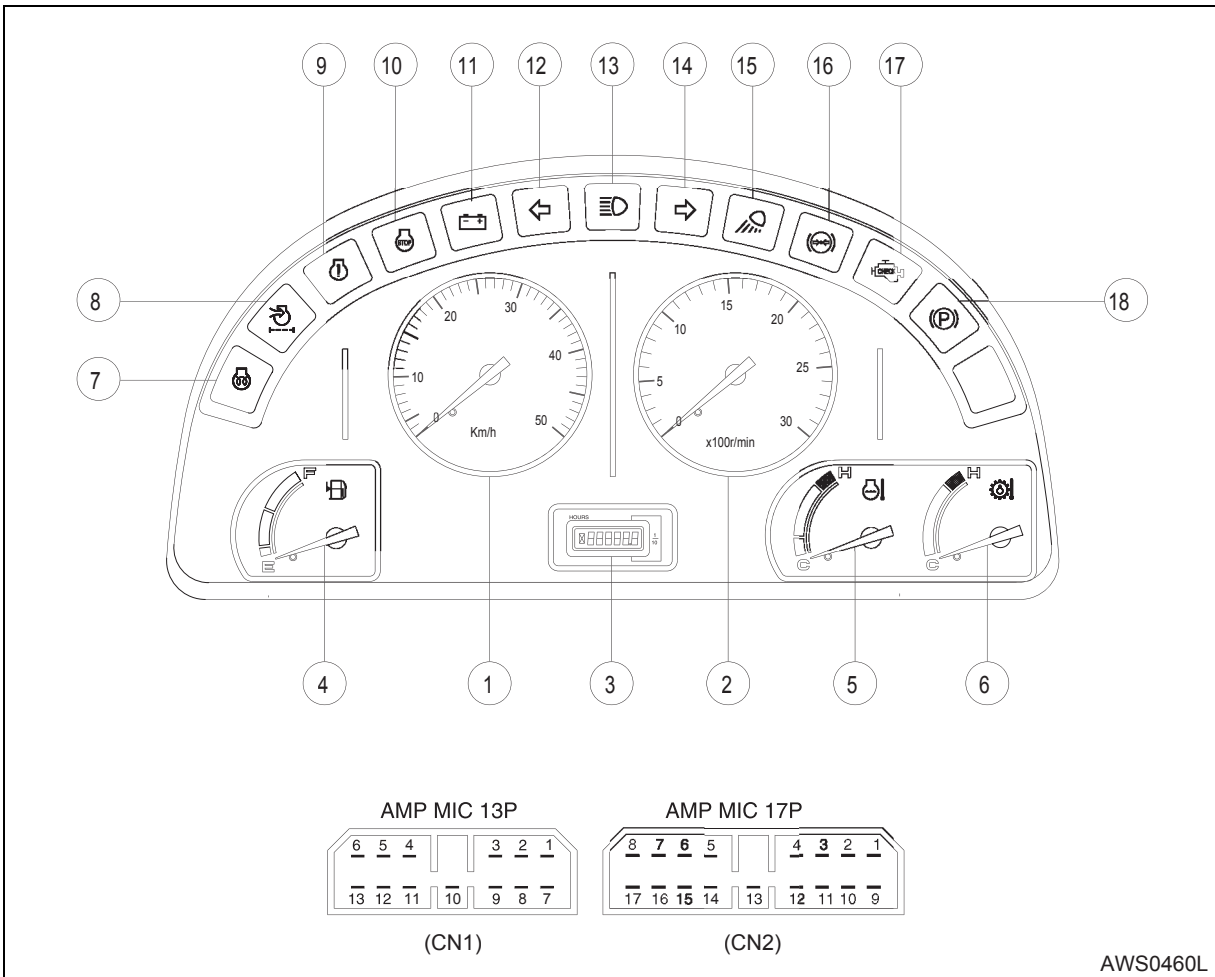 9 10 11 12 13 14 15 16 17
8
18
7
STOP
- +
CHECK
P
20 30
10 40
0 50
Km/h
15
10 20
5 25
0 30
x100r/min
F
E
HOURS
1
10
H
C
H
C
4 1 3 2 5 6
AMP MIC 13P
6 5 4 3 2 1
13 12 11 10 9 8 7
(CN1)
AMP MIC 17P
8 7 6 5 4 3 2 1
17 16 15 14 13 12 11 10 9
(CN2)
AWS0460L